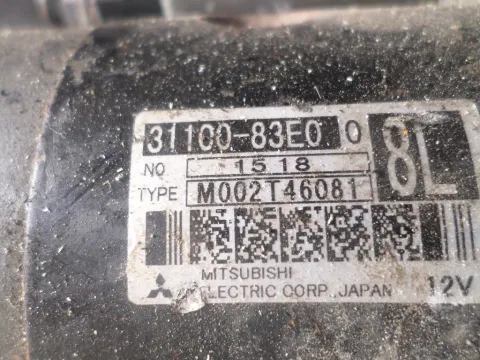 31100-83E0 0
8L
NO 1518
TYPE M002T46081
MITSUBISHI
ELECTRIC CORP., JAPAN 12V